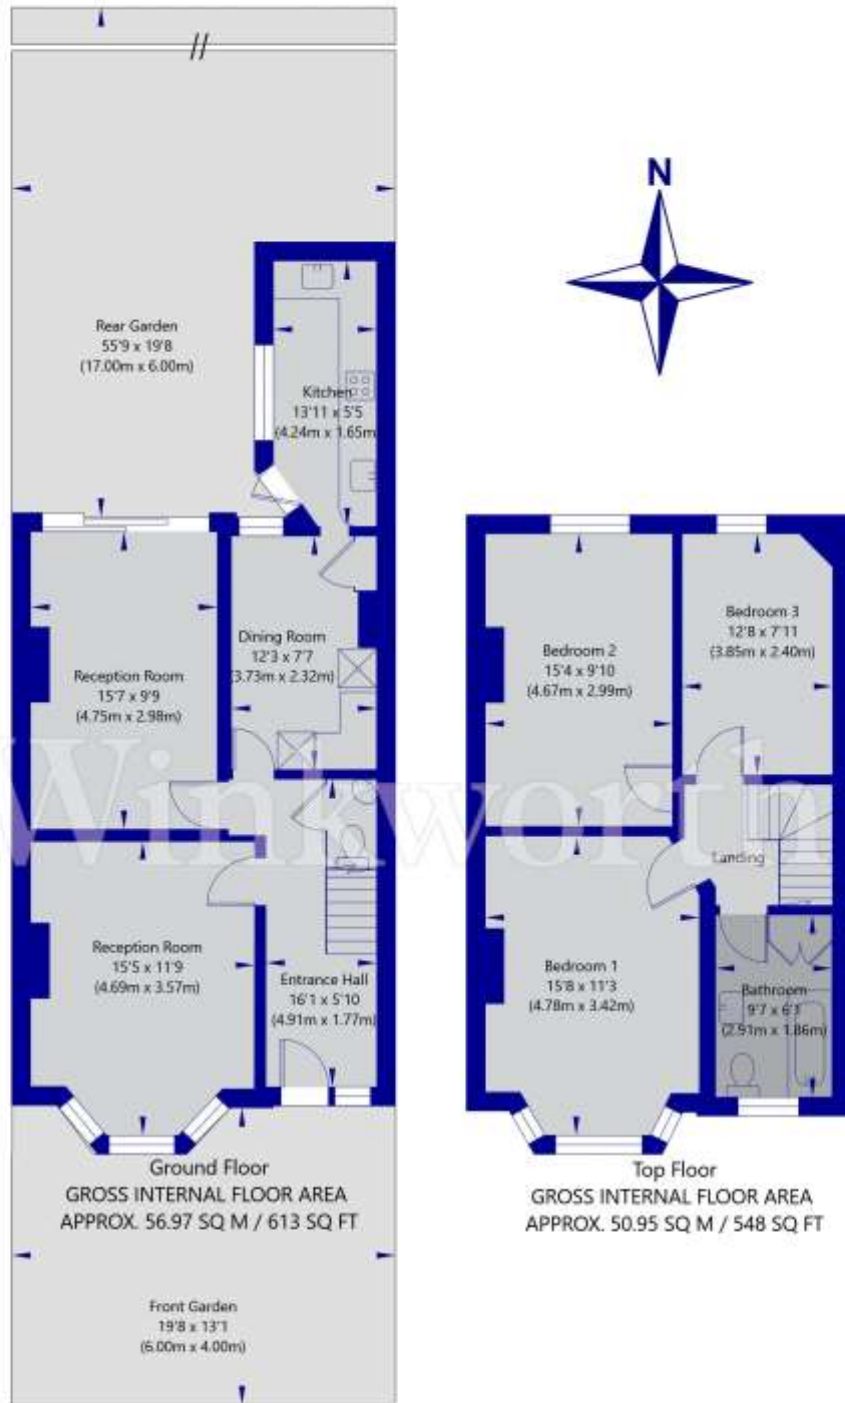 N
Rear Garden
55'9 x 19'8
(17.00m x 6.00m)
Kitchen
13'11 x 5'5
(4.24m x 1.65m
Dining Room
12'3 x 7'7
(3.73m x 2.32m)
Reception Room
15'7 x 9'9
(4.75m x 2.98m)
Bedroom 2
15'4 x 9'10
(4.67m x 2.99m)
Bedroom 3
12'8 x 7'11
(3.85m x 2.40m)
Winkworth
Landing
Reception Room
15'5 x 11'9
(4.69m x 3.57m)
Entrance Hall
16'1 x 5'10
(4.91m x 1.77m)
Bedroom 1
15'8 x 11'3
(4.78m x 3.42m)
Bathroom
9'7 x 6'1
(2.91m x 1.86m)
Ground Floor
GROSS INTERNAL FLOOR AREA
APPROX. 56.97 SQ M / 613 SQ FT
Top Floor
GROSS INTERNAL FLOOR AREA
APPROX. 50.95 SQ M / 548 SQ FT
Front Garden
19'8 x 13'1
(6.00m x 4.00m)